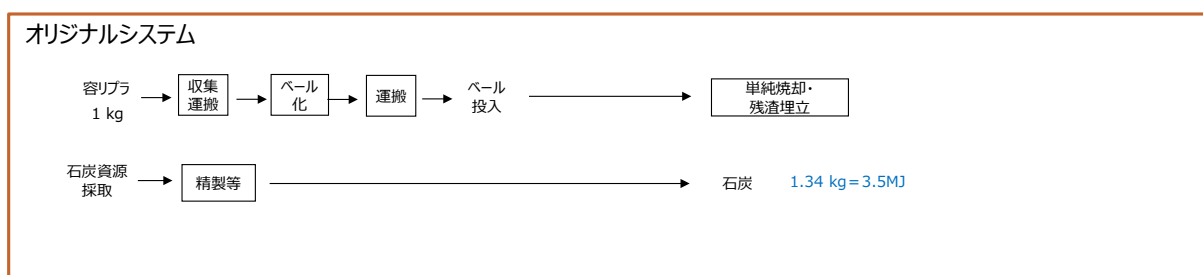 オリジナルシステム
容リプラ
1 kg
収集
運搬
ベール
化
運搬
ベール
投入
単純焼却・
残渣埋立
石炭資源
採取
精製等
石炭
1.34 kg＝3.5MJ